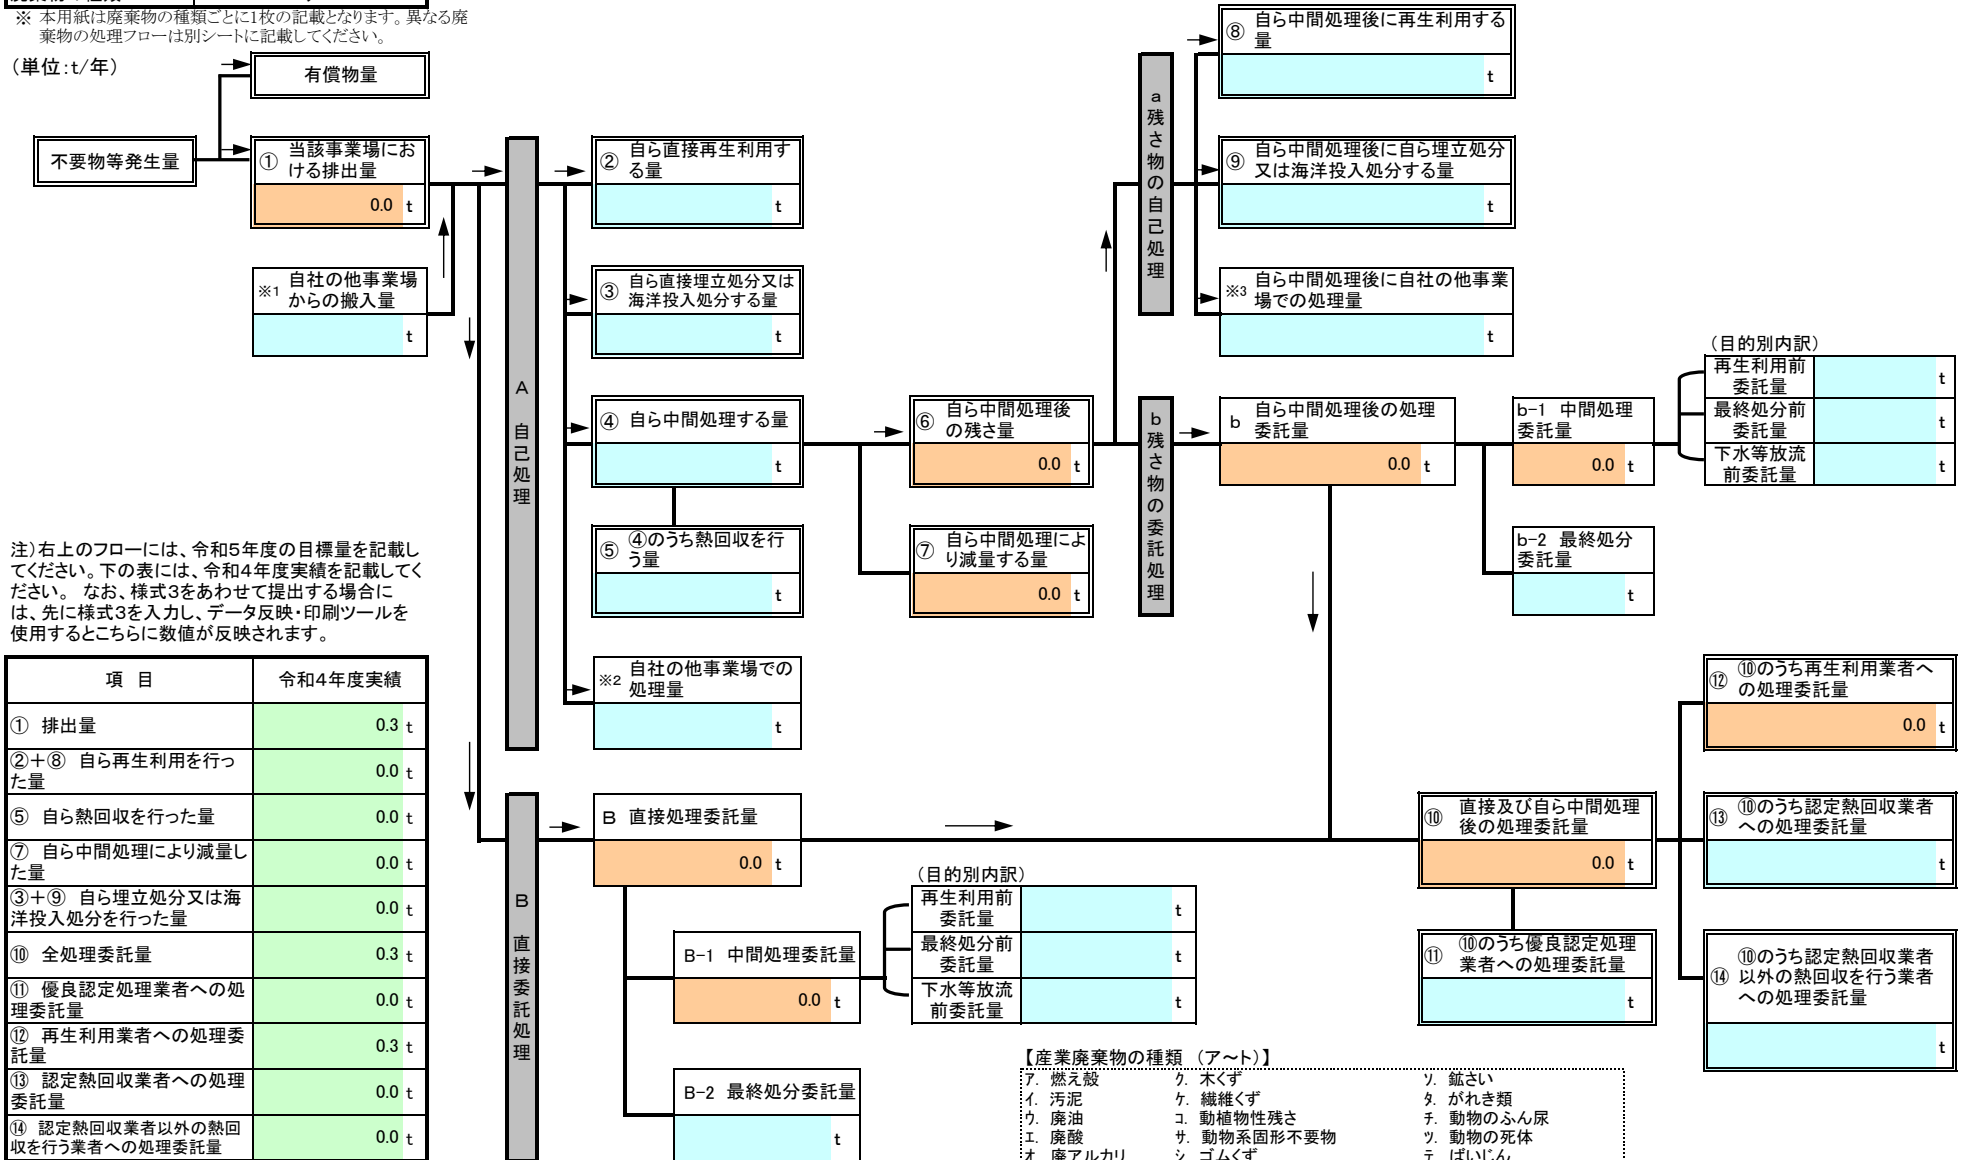 ※ 本用紙は廃棄物の種類ごとに1枚の記載となります。異なる廃
棄物の処理フローは別シートに記載してください。
(単位:t/年)
有償物量
不要物等発生量
① 当該事業場にお
ける排出量
0.0 t
※1 自社の他事業場
からの搬入量
t
A 自己処理
② 自ら直接再生利用す
る量
t
③ 自ら直接埋立処分又は
海洋投入処分する量
t
④ 自ら中間処理する量
t
⑤ ④のうち熱回収を行
う量
t
※2 自社の他事業場での
処理量
t
⑥ 自ら中間処理後
の残さ量
0.0 t
⑦ 自ら中間処理によ
り減量する量
0.0 t
a 残さ物の自己処理
⑧ 自ら中間処理後に再生利用する
量
t
⑨ 自ら中間処理後に自ら埋立処分
又は海洋投入処分する量
t
※3 自ら中間処理後に自社の他事業
場での処理量
t
b 残さ物の委託処理
b 自ら中間処理後の処理
委託量
0.0 t
b-1 中間処理
委託量
0.0 t
(目的別内訳)
再生利用前
委託量
t
最終処分前
委託量
t
下水等放流
前委託量
t
b-2 最終処分
委託量
t
注)右上のフローには、令和5年度の目標量を記載し
てください。下の表には、令和4年度実績を記載してく
ださい。 なお、様式3をあわせて提出する場合に
は、先に様式3を入力し、データ反映・印刷ツールを
使用するとこちらに数値が反映されます。
項 目 令和4年度実績
① 排出量 0.3 t
②+⑧ 自ら再生利用を行っ
た量 0.0 t
⑤ 自ら熱回収を行った量 0.0 t
⑦ 自ら中間処理により減量し
た量 0.0 t
③+⑨ 自ら埋立処分又は海
洋投入処分を行った量 0.0 t
⑩ 全処理委託量 0.3 t
⑪ 優良認定処理業者への処
理委託量 0.0 t
⑫ 再生利用業者への処理委
託量 0.3 t
⑬ 認定熱回収業者への処理
委託量 0.0 t
⑭ 認定熱回収業者以外の熱回
収を行う業者への処理委託量 0.0 t
B 直接委託処理
B 直接処理委託量
0.0 t
B-1 中間処理委託量
0.0 t
(目的別内訳)
再生利用前
委託量
t
最終処分前
委託量
t
下水等放流
前委託量
t
B-2 最終処分委託量
t
⑩ 直接及び自ら中間処理
後の処理委託量
0.0 t
⑪ ⑩のうち優良認定処理
業者への処理委託量
t
⑫ ⑩のうち再生利用業者へ
の処理委託量
0.0 t
⑬ ⑩のうち認定熱回収業者
への処理委託量
t
⑩のうち認定熱回収業者
⑭ 以外の熱回収を行う業者
への処理委託量
t
【産業廃棄物の種類 (ア~ト)】
ア. 燃え殻 ク. 木くず ソ. 鉱さい
イ. 汚泥 ケ. 繊維くず タ. がれき類
ウ. 廃油 コ. 動植物性残さ チ. 動物のふん尿
エ. 廃酸 サ. 動物系固形不要物 ツ. 動物の死体
オ. 廃アルカリ シ. ゴムくず テ. ばいじん